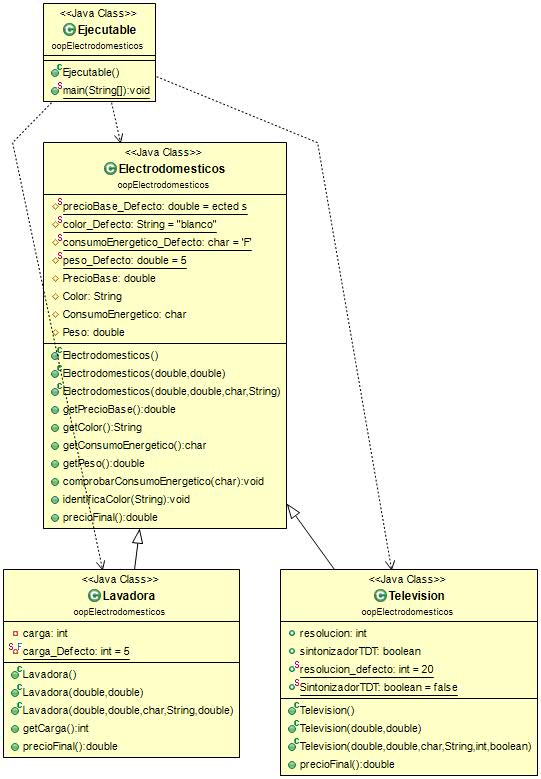 <<Java Class>>
Ejecutable
oopElectrodomesticos
Ejecutable()
main(String[]):void
<<Java Class>>
Electrodomesticos
oopElectrodomesticos
precioBase_Defecto: double = ected s
color_Defecto: String = "blanco"
consumoEnergetico_Defecto: char = 'F'
peso_Defecto: double = 5
PrecioBase: double
Color: String
ConsumoEnergetico: char
Peso: double
Electrodomesticos()
Electrodomesticos(double,double)
Electrodomesticos(double,double,char,String)
getPrecioBase():double
getColor():String
getConsumoEnergetico():char
getPeso():double
comprobarConsumoEnergetico(char):void
identificaColor(String):void
precioFinal():double
<<Java Class>>
Lavadora
oopElectrodomesticos
carga: int
carga_Defecto: int = 5
Lavadora()
Lavadora(double,double)
Lavadora(double,double,char,String,double)
getCarga():int
precioFinal():double
<<Java Class>>
Television
oopElectrodomesticos
resolucion: int
sintonizadorTDT: boolean
resolucion_defecto: int = 20
SintonizadorTDT: boolean = false
Television()
Television(double,double)
Television(double,double,char,String,int,boolean)
precioFinal():double